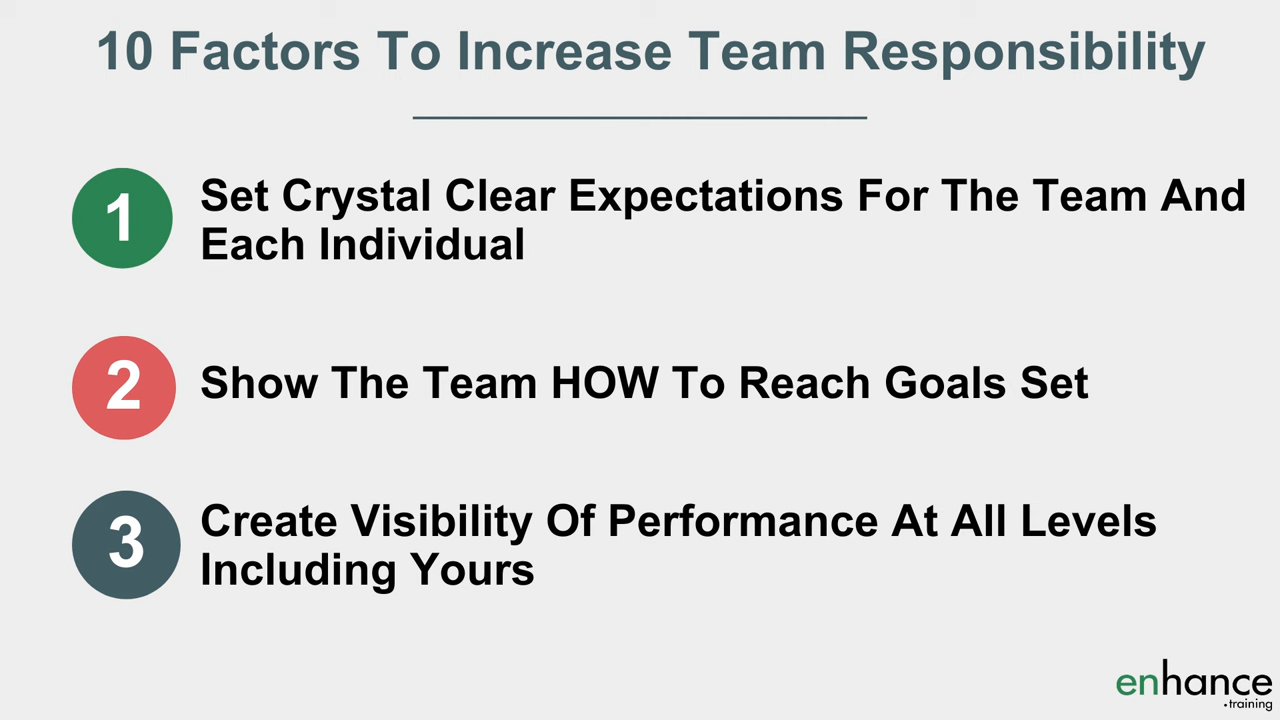 10 Factors To Increase Team Responsibility
1
Set Crystal Clear Expectations For The Team And
Each Individual
2
Show The Team HOW To Reach Goals Set
3
Create Visibility Of Performance At All Levels
Including Yours
enhance
.training